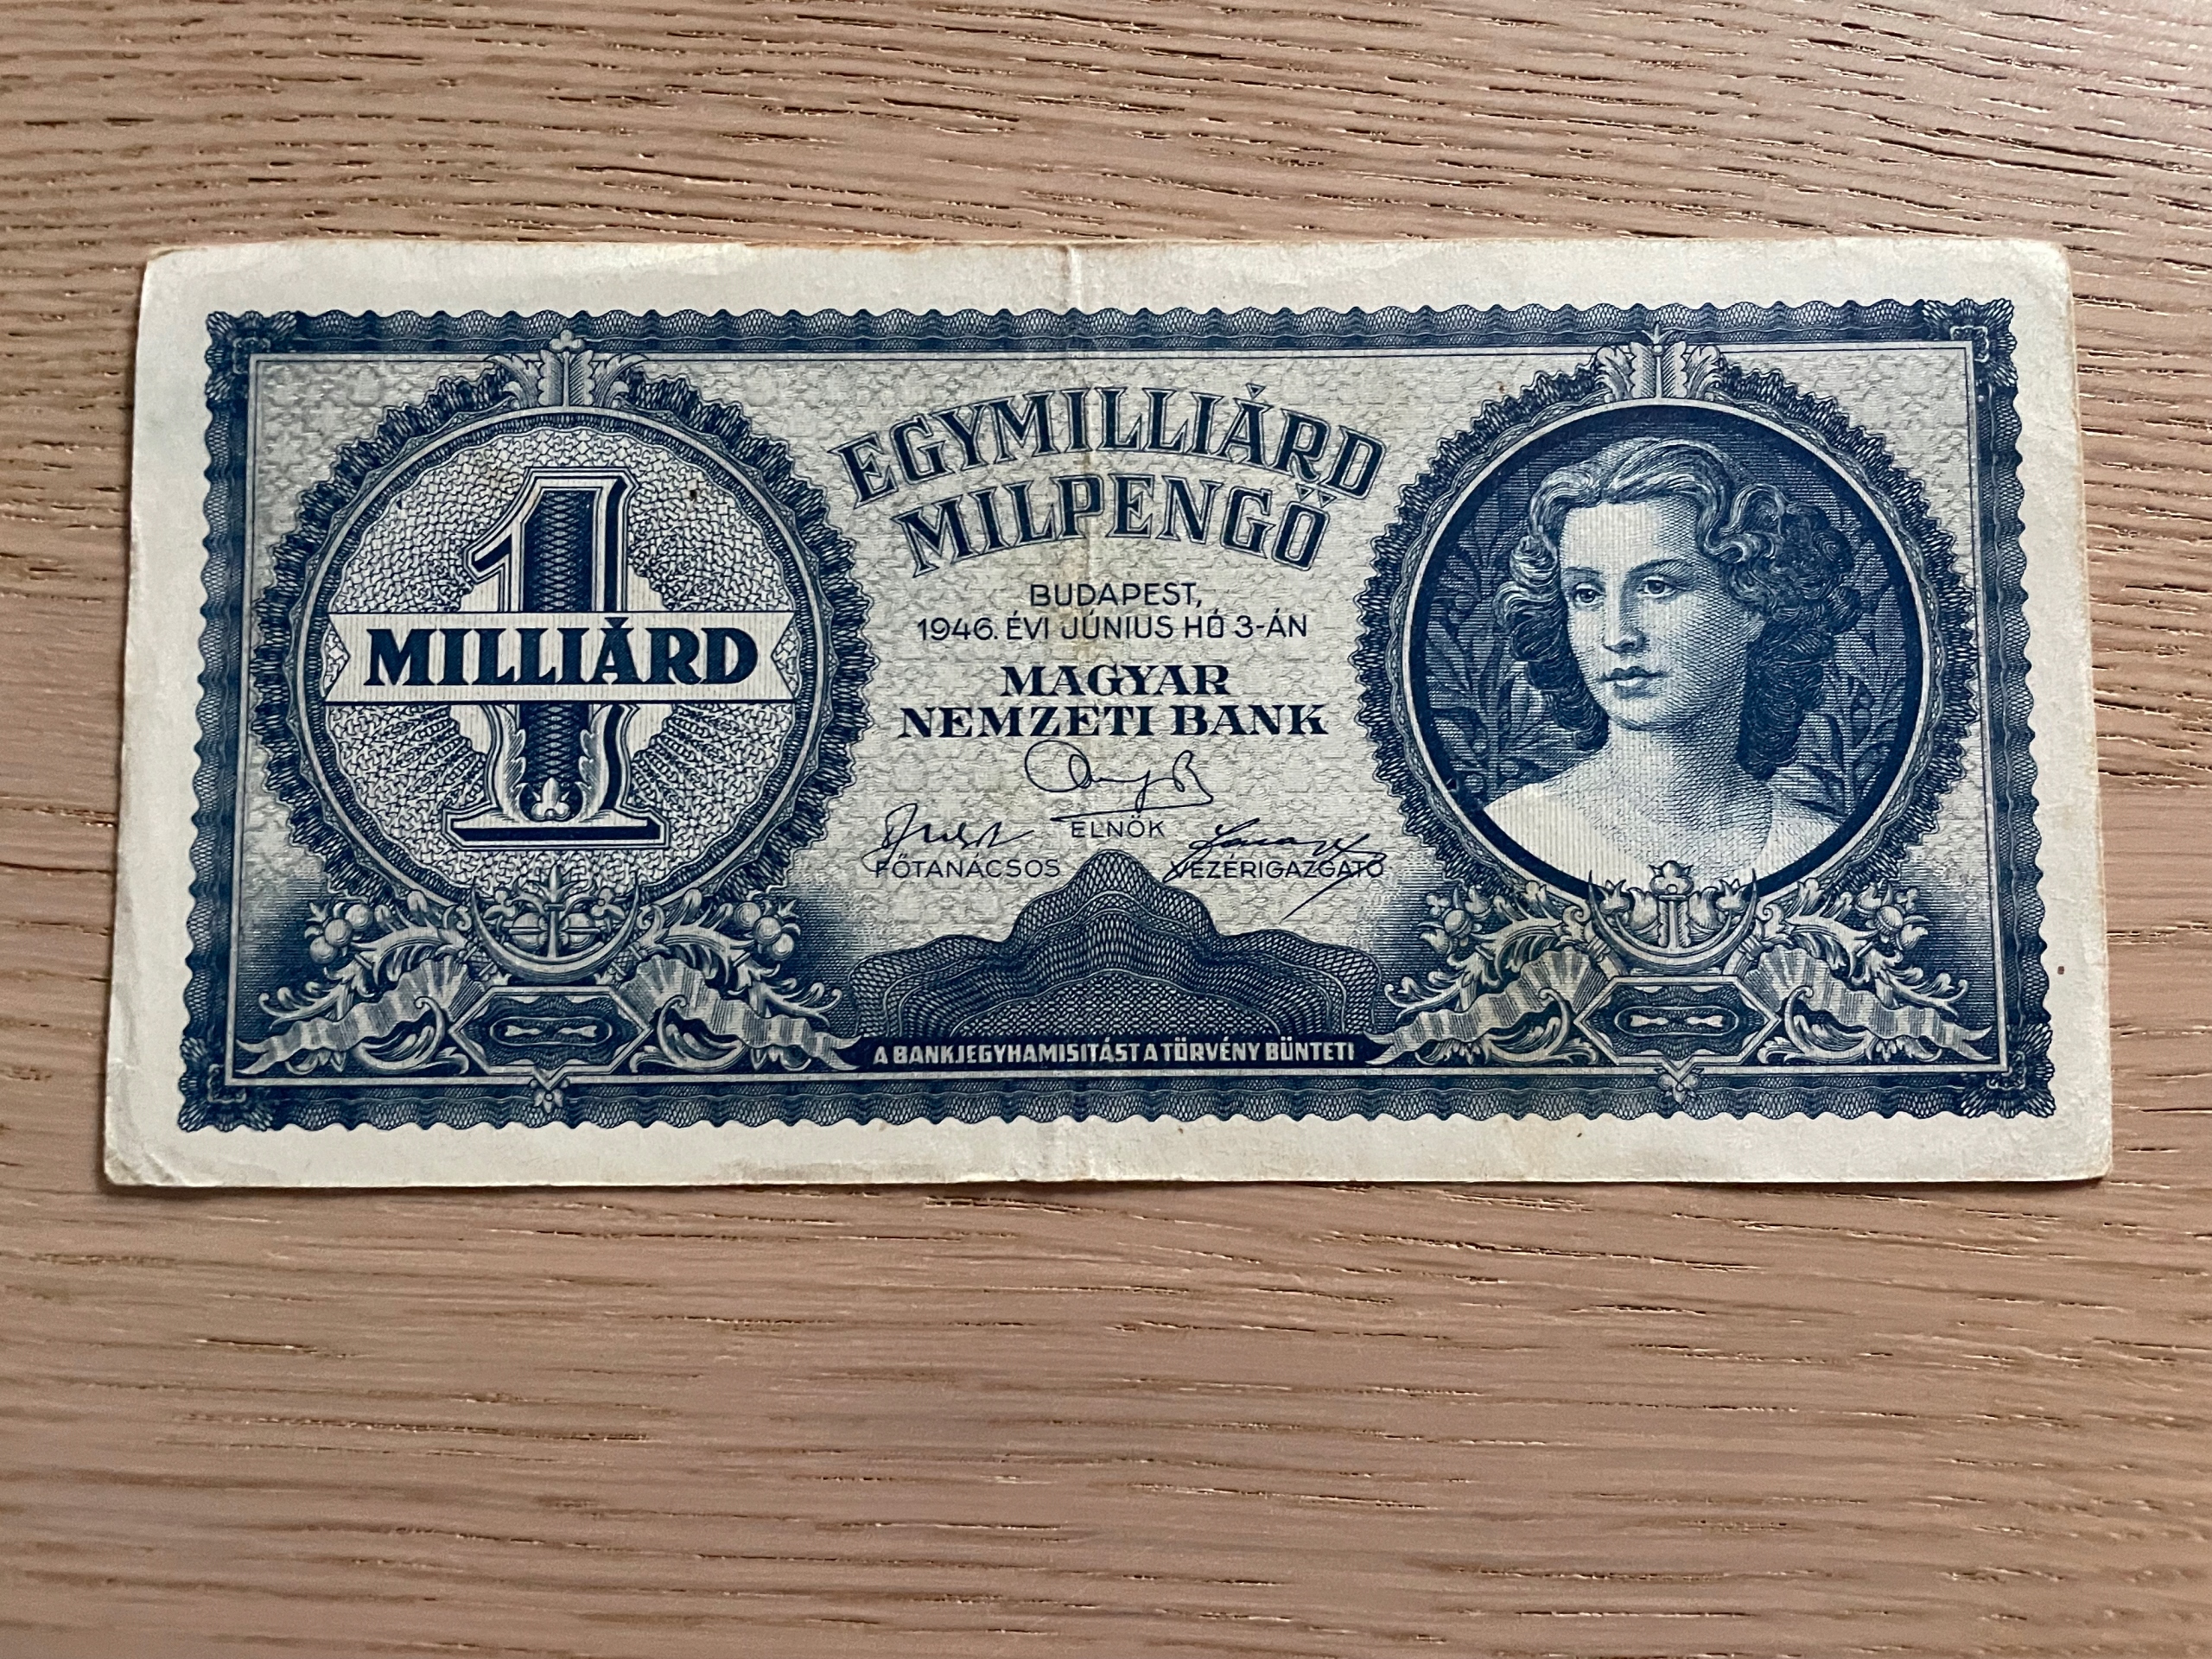 1
MILLIÁRD
EGYMILLIÁRD
MILPENGŐ
BUDAPEST,
1946. ÉVI JÚNIUS HÓ 3-ÁN
MAGYAR
NEMZETI BANK
ELNÖK
FŐTANÁCSOS
VEZÉRIGAZGATÓ
A BANKJEGYHAMISITÁST A TÖRVÉNY BÜNTETI